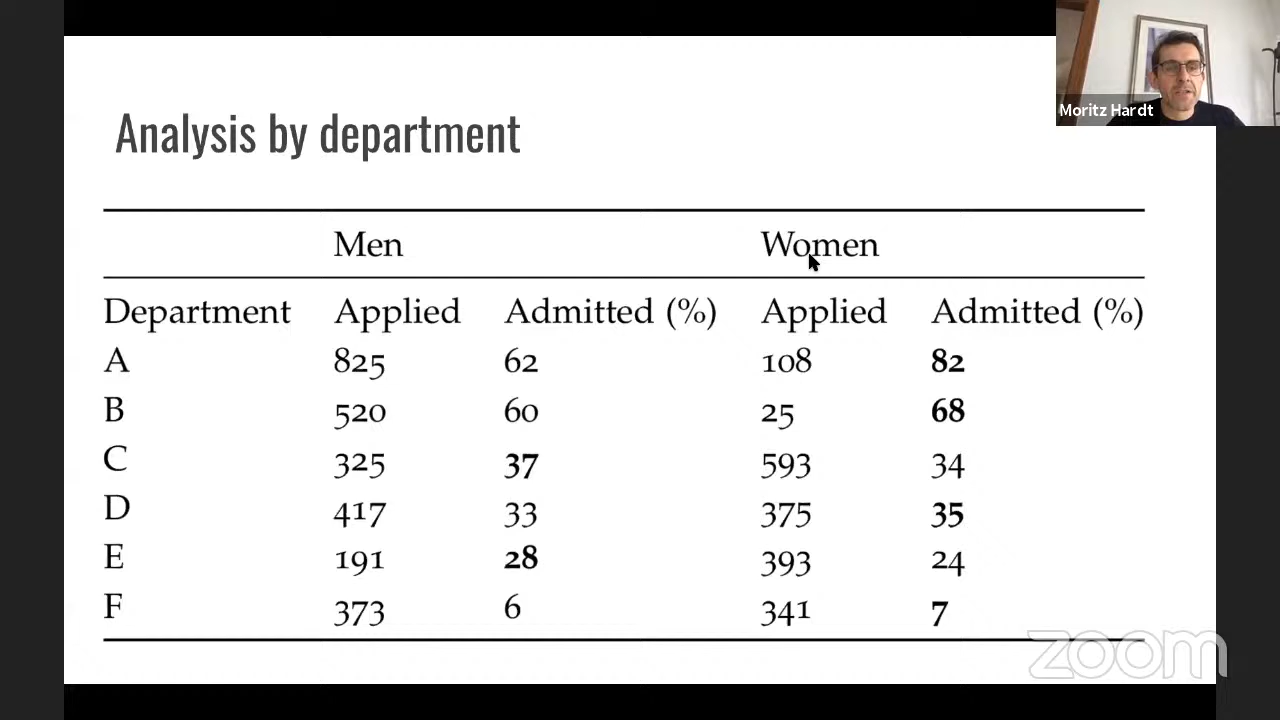 Moritz Hardt
Analysis by department
Men Women
Department Applied Admitted (%) Applied Admitted (%)
A 825 62 108 82
B 520 60 25 68
C 325 37 593 34
D 417 33 375 35
E 191 28 393 24
F 373 6 341 7
zoom